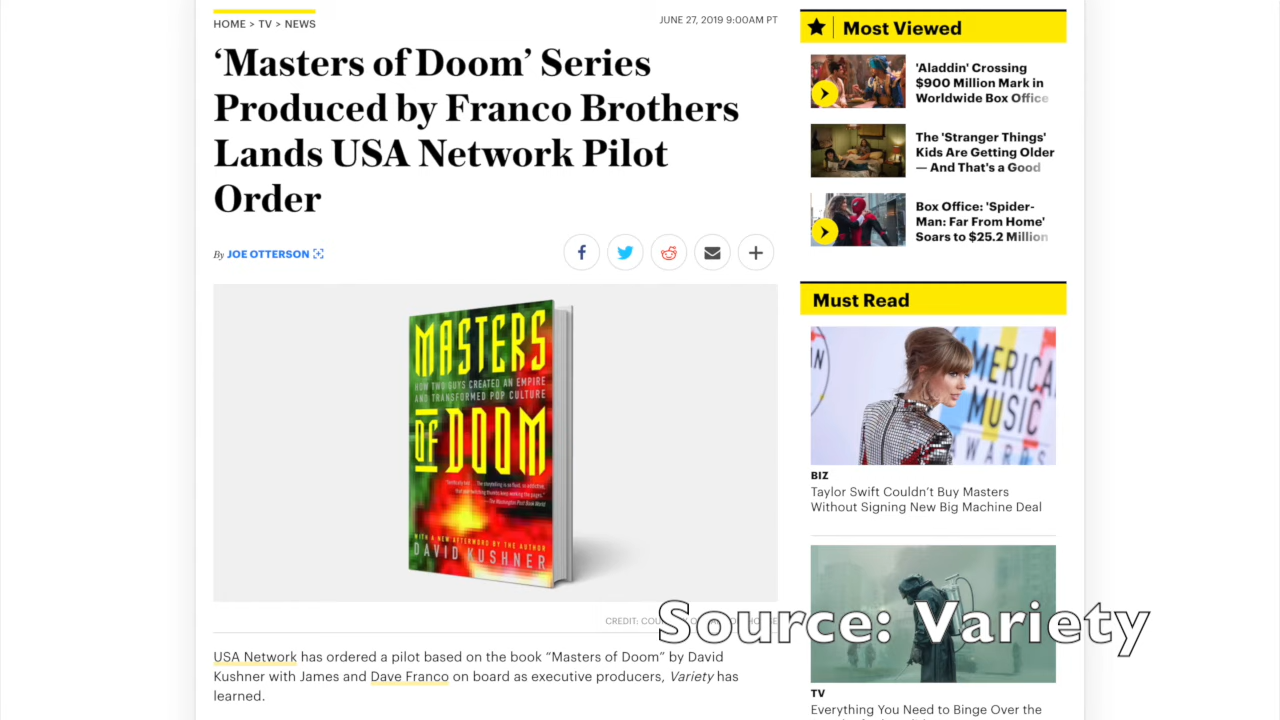 HOME > TV > NEWS
JUNE 27, 2019 9:00AM PT
‘Masters of Doom’ Series
Produced by Franco Brothers
Lands USA Network Pilot
Order
By JOE OTTERSON
MASTERS
HOW TWO GUYS CREATED AN EMPIRE
AND TRANSFORMED POP CULTURE
OF DOOM
WITH A NEW AFTERWORD BY THE AUTHOR
DAVID KUSHNER
CREDIT:
USA Network has ordered a pilot based on the book “Masters of Doom” by David
Kushner with James and Dave Franco on board as executive producers, Variety has
learned.
Most Viewed
'Aladdin' Crossing
$900 Million Mark in
Worldwide Box Office
The 'Stranger Things'
Kids Are Getting Older
— And That's a Good
Box Office: 'Spider-
Man: Far From Home'
Soars to $25.2 Million
Must Read
AMERICA
MUSIC
AWARDS
BIZ
Taylor Swift Couldn’t Buy Masters
Without Signing New Big Machine Deal
Source: Variety
TV
Everything You Need to Binge Over the